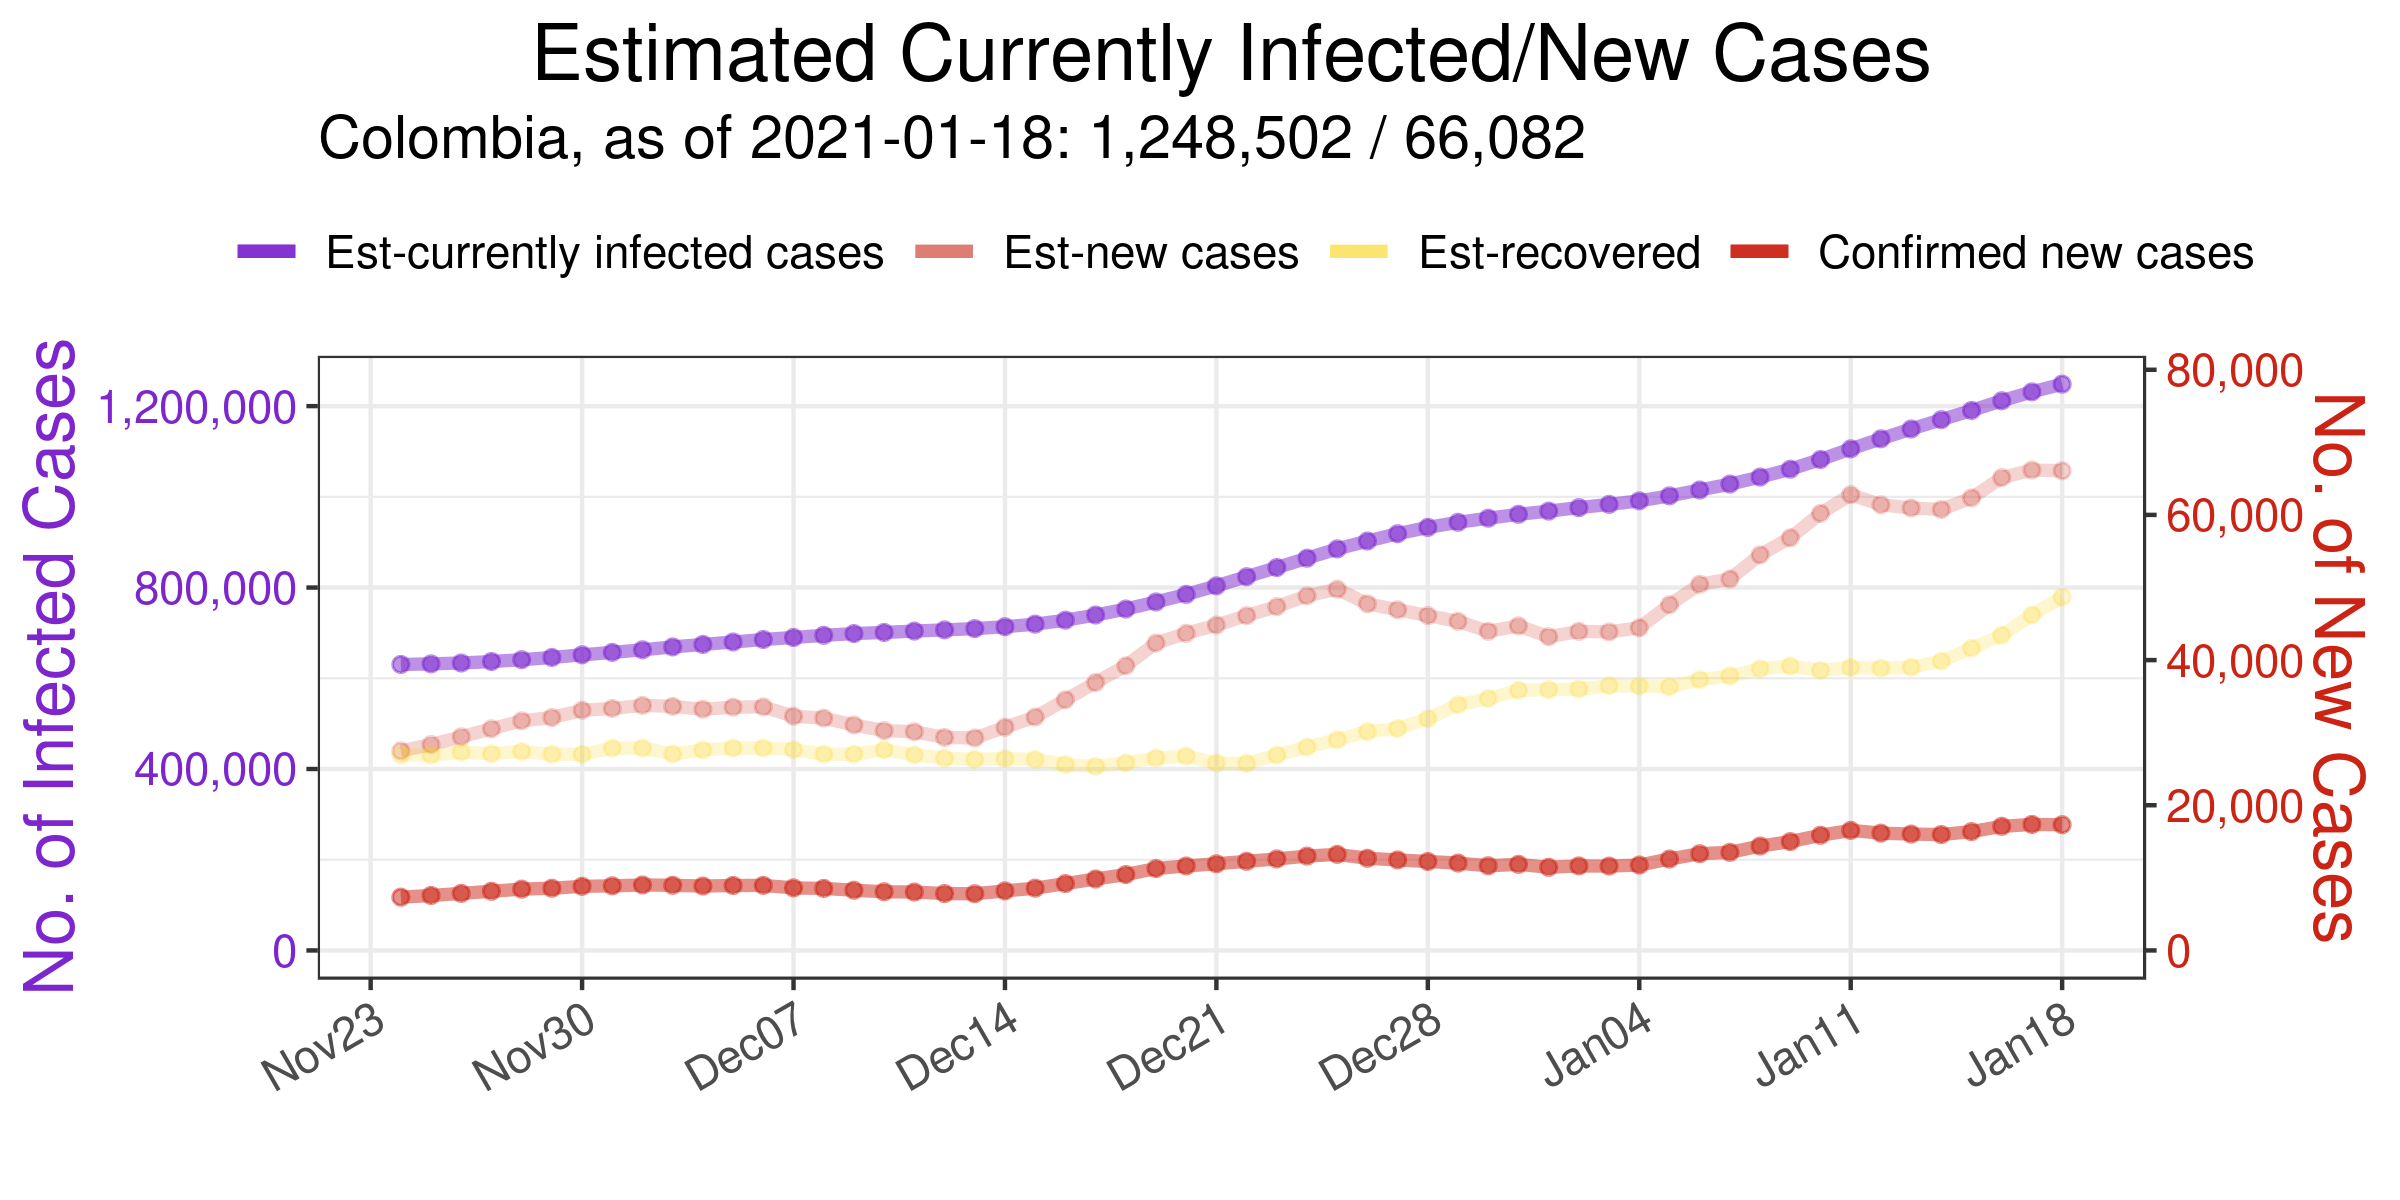 Estimated Currently Infected/New Cases
Colombia, as of 2021-01-18: 1,248,502 / 66,082
Est-currently infected cases Est-new cases Est-recovered Confirmed new cases
No. of Infected Cases
1,200,000
800,000
400,000
0
80,000
60,000
40,000
20,000
0
No. of New Cases
Nov23 Nov30 Dec07 Dec14 Dec21 Dec28 Jan04 Jan11 Jan18